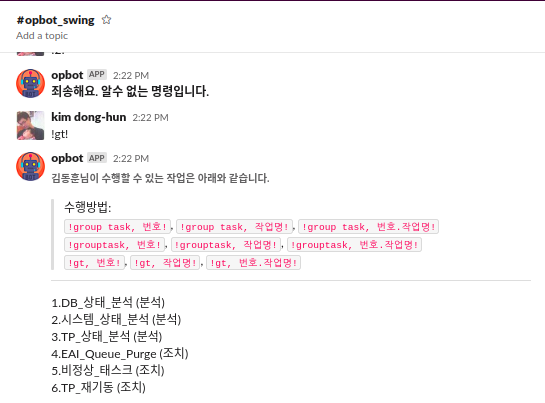 #opbot_swing
Add a topic
opbot APP 2:22 PM
죄송해요. 알수 없는 명령입니다.
kim dong-hun 2:22 PM
!gt!
opbot APP 2:22 PM
김동훈님이 수행할 수 있는 작업은 아래와 같습니다.
수행방법:
!group task, 번호!, !group task, 작업명!, !group task, 번호.작업명!
!grouptask, 번호!, !grouptask, 작업명!, !grouptask, 번호.작업명!
!gt, 번호!, !gt, 작업명!, !gt, 번호.작업명!
1.DB_상태_분석 (분석)
2.시스템_상태_분석 (분석)
3.TP_상태_분석 (분석)
4.EAI_Queue_Purge (조치)
5.비정상_태스크 (조치)
6.TP_재기동 (조치)